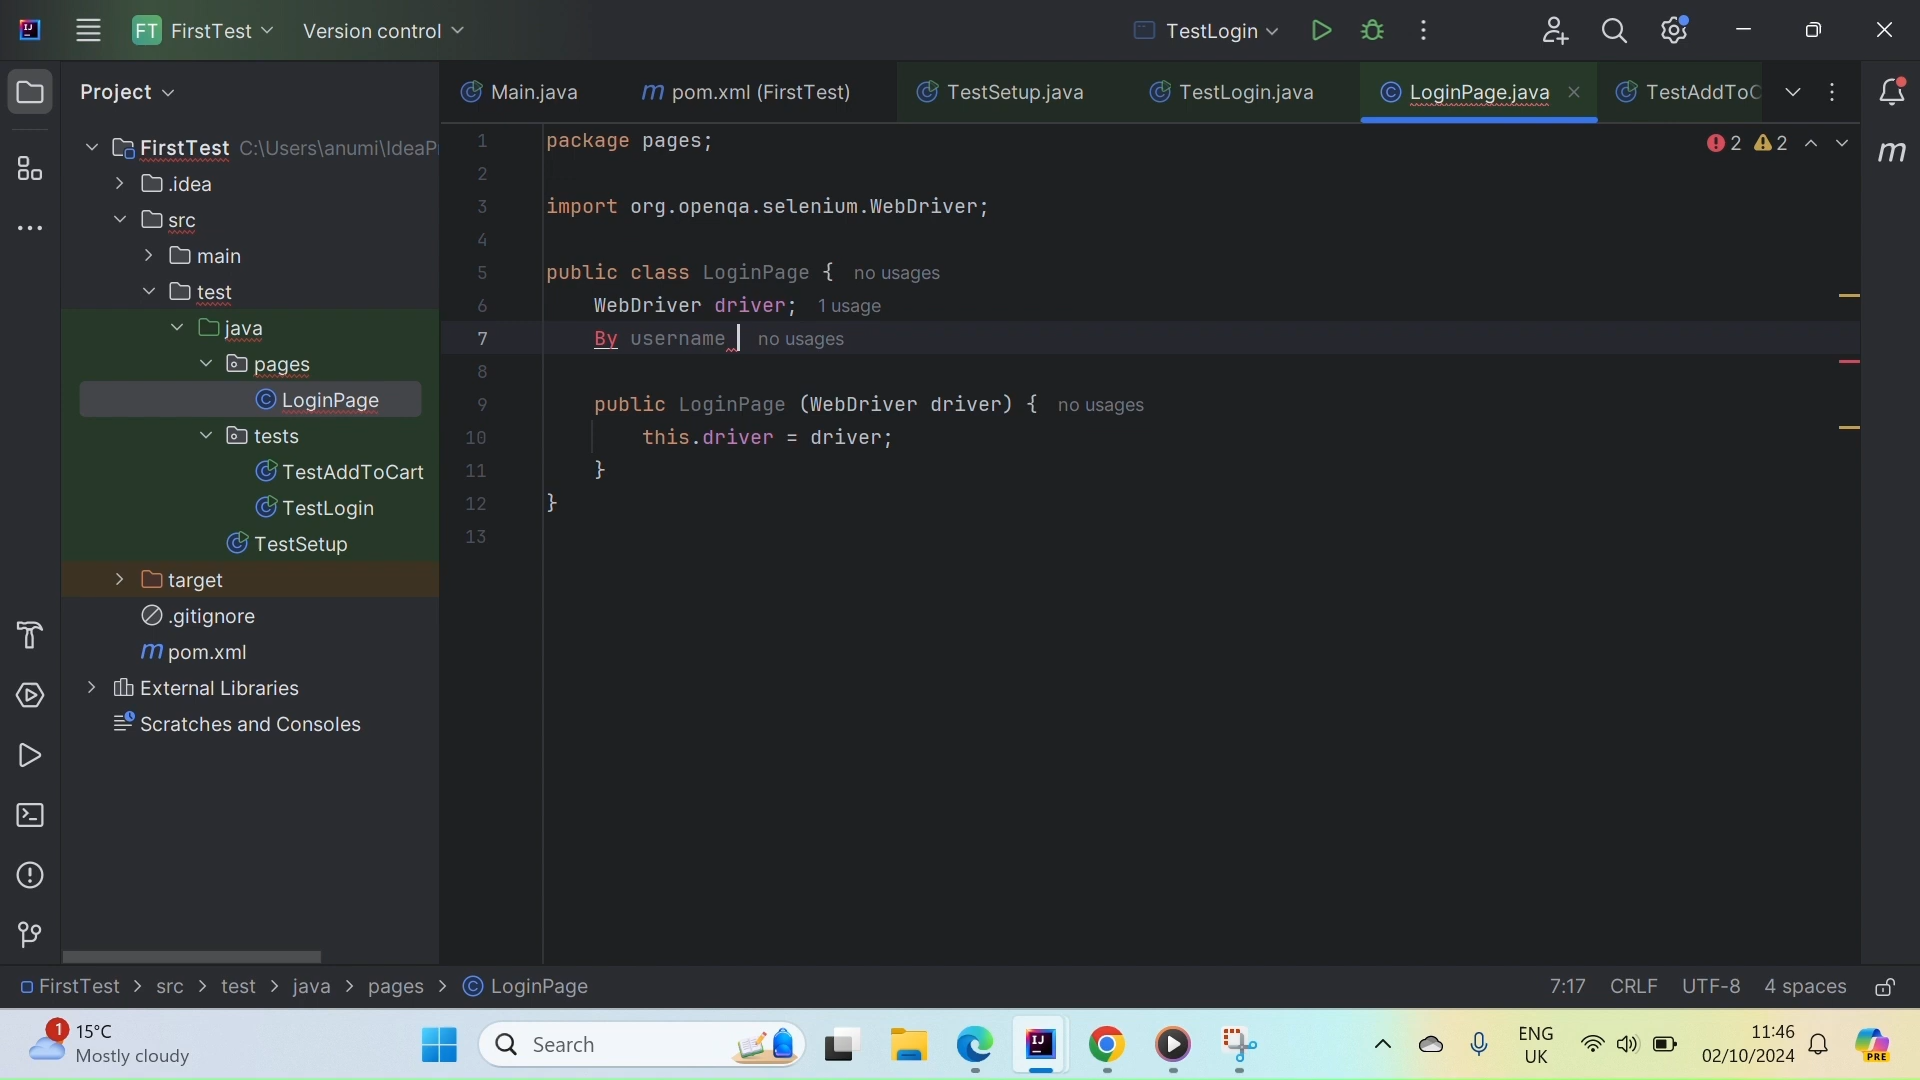 FT FirstTest Version control TestLogin
Project Main.java pom.xml (FirstTest) TestSetup.java TestLogin.java LoginPage.java TestAddToC
FirstTest C:\Users\anumi\IdeaP
.idea
src
main
test
java
pages
LoginPage
tests
TestAddToCart
TestLogin
TestSetup
target
.gitignore
pom.xml
External Libraries
Scratches and Consoles
1 package pages; 2 2
2
3 import org.openqa.selenium.WebDriver;
4
5 public class LoginPage { no usages
6 WebDriver driver; 1 usage
7 By username no usages
8
9 public LoginPage (WebDriver driver) { no usages
10 this.driver = driver;
11 }
12 }
13
FirstTest > src > test > java > pages > LoginPage 7:17 CRLF UTF-8 4 spaces
1 15°C
Mostly cloudy
Search
PRE
ENG
UK
11:46
02/10/2024